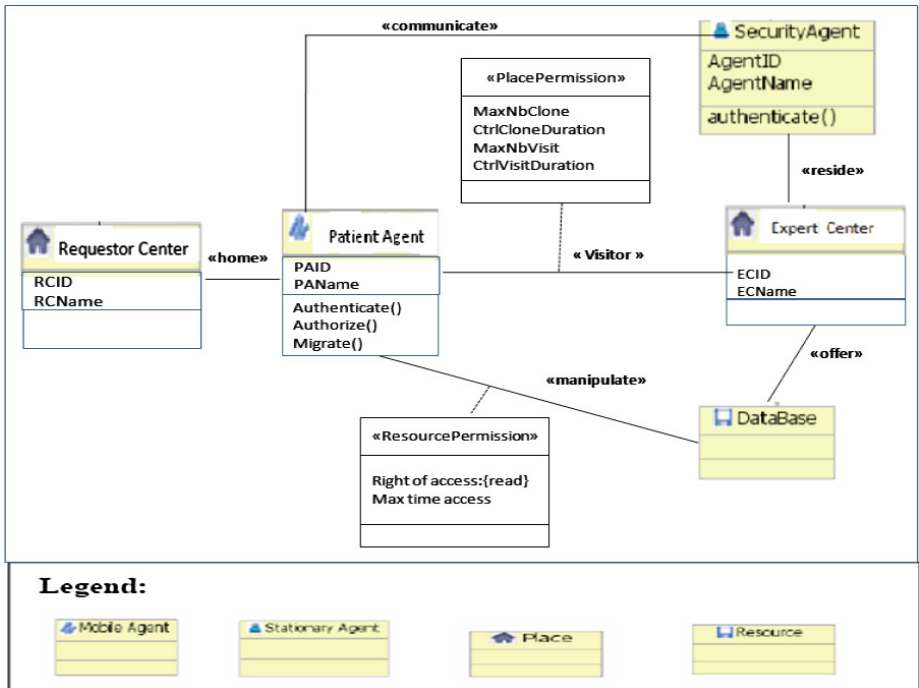 «communicate»
SecurityAgent
AgentID
AgentName
authenticate()
«PlacePermission»
MaxNbClone
CtrlCloneDuration
MaxNbVisit
CtrlVisitDuration
«reside»
Requestor Center
RCID
RCName
«home»
Patient Agent
PAID
PAName
Authenticate()
Authorize()
Migrate()
« Visitor »
Expert Center
ECID
ECName
«offer»
«manipulate»
DataBase
«ResourcePermission»
Right of access:{read}
Max time access
Legend:
Mobile Agent
Stationary Agent
Place
Resource